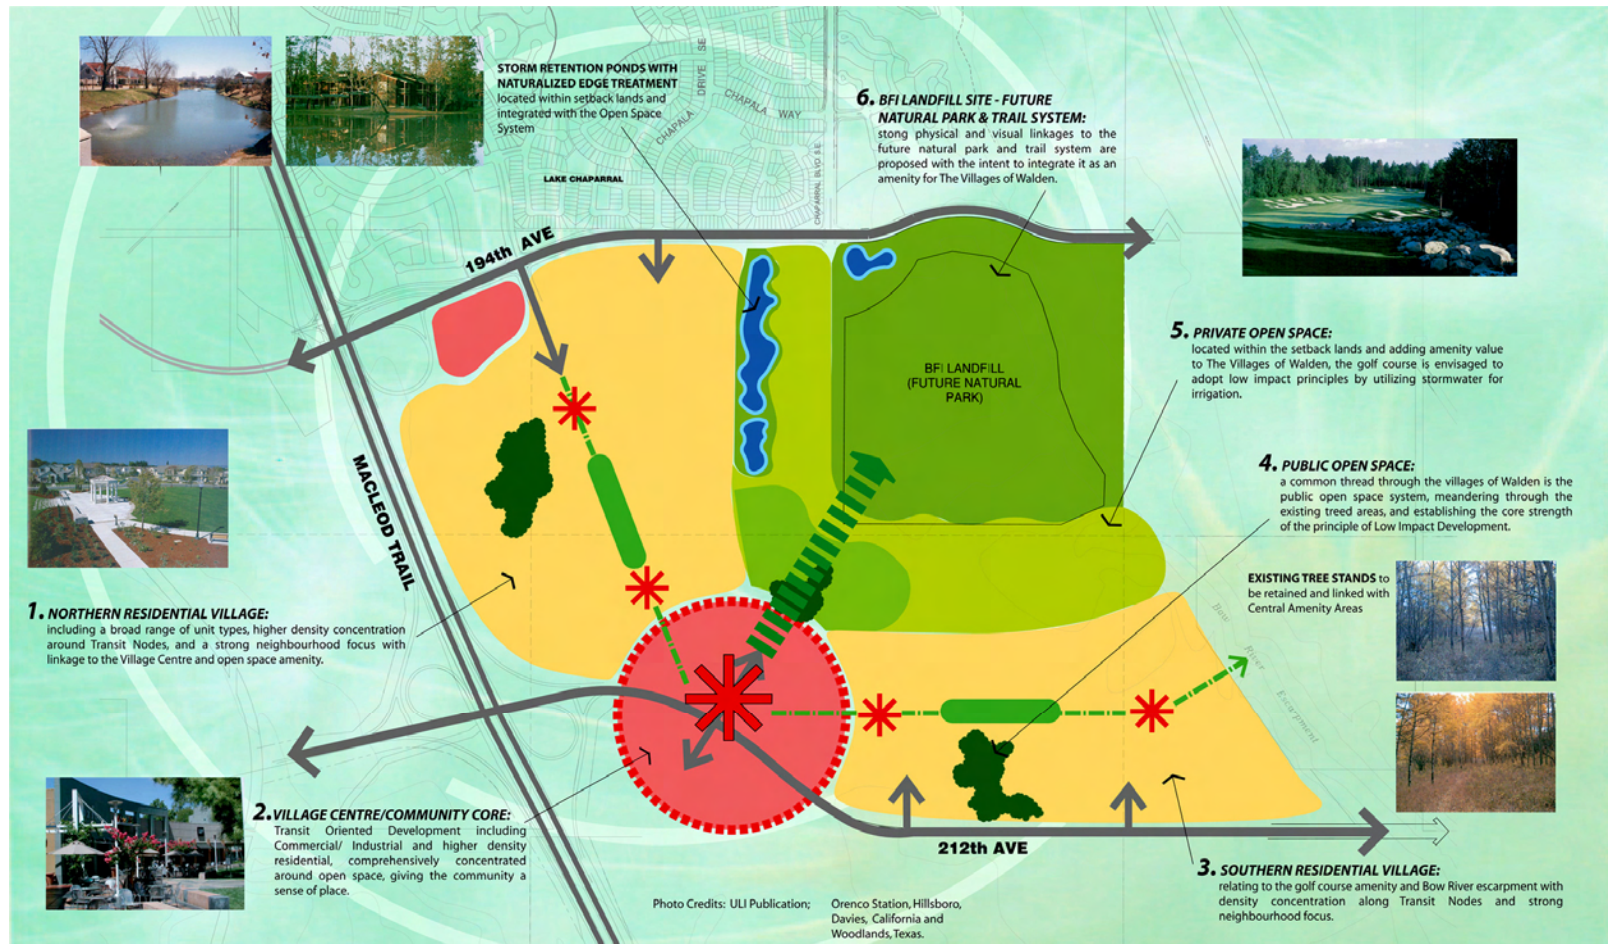 STORM RETENTION PONDS WITH
NATURALIZED EDGE TREATMENT
located within setback lands and
integrated with the Open Space
System
CHAPALA DRIVE SE
CHAPALA WAY
CHAPARRAL BLVD S.E.
LAKE CHAPARRAL
6. BFI LANDFILL SITE - FUTURE
NATURAL PARK & TRAIL SYSTEM:
stong physical and visual linkages to the
future natural park and trail system are
proposed with the intent to integrate it as an
amenity for The Villages of Walden.
194th AVE
MACLEOD TRAIL
BFI LANDFILL
(FUTURE NATURAL
PARK)
5. PRIVATE OPEN SPACE:
located within the setback lands and adding amenity value
to The Villages of Walden, the golf course is envisaged to
adopt low impact principles by utilizing stormwater for
irrigation.
4. PUBLIC OPEN SPACE:
a common thread through the villages of Walden is the
public open space system, meandering through the
existing treed areas, and establishing the core strength
of the principle of Low Impact Development.
EXISTING TREE STANDS to
be retained and linked with
Central Amenity Areas
Bow River Escarpment
1. NORTHERN RESIDENTIAL VILLAGE:
including a broad range of unit types, higher density concentration
around Transit Nodes, and a strong neighbourhood focus with
linkage to the Village Centre and open space amenity.
2. VILLAGE CENTRE/COMMUNITY CORE:
Transit Oriented Development including
Commercial/ Industrial and higher density
residential, comprehensively concentrated
around open space, giving the community a
sense of place.
212th AVE
3. SOUTHERN RESIDENTIAL VILLAGE:
relating to the golf course amenity and Bow River escarpment with
density concentration along Transit Nodes and strong
neighbourhood focus.
Photo Credits: ULI Publication; Orenco Station, Hillsboro,
Davies, California and
Woodlands, Texas.